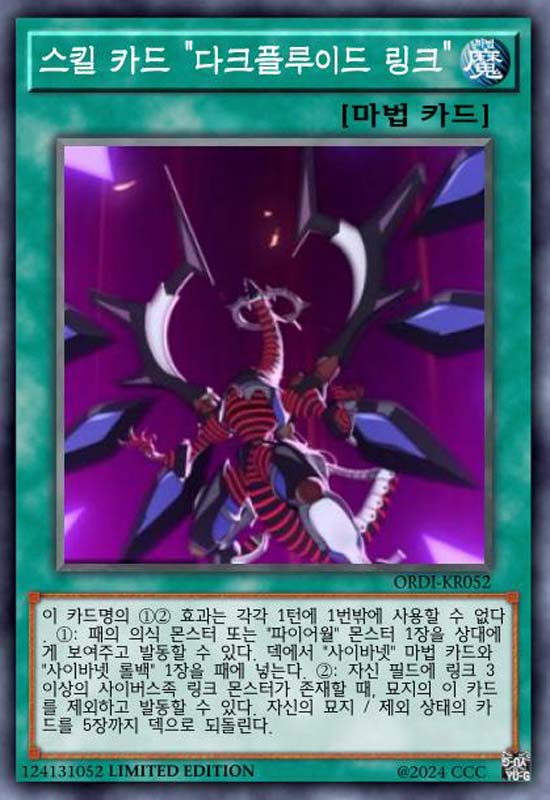 스킬 카드 "다크플루이드 링크"
마법
魔
[마법 카드]
ORDI-KR052
이 카드명의 ①② 효과는 각각 1턴에 1번밖에 사용할 수 없다
. ①: 패의 의식 몬스터 또는 "파이어월" 몬스터 1장을 상대에
게 보여주고 발동할 수 있다. 덱에서 "사이바넷" 마법 카드와
"사이바넷 롤백" 1장을 패에 넣는다. ②: 자신 필드에 링크 3
이상의 사이버스족 링크 몬스터가 존재할 때, 묘지의 이 카드
를 제외하고 발동할 수 있다. 자신의 묘지 / 제외 상태의 카
드를 5장까지 덱으로 되돌린다.
124131052 LIMITED EDITION
@2024 CCC